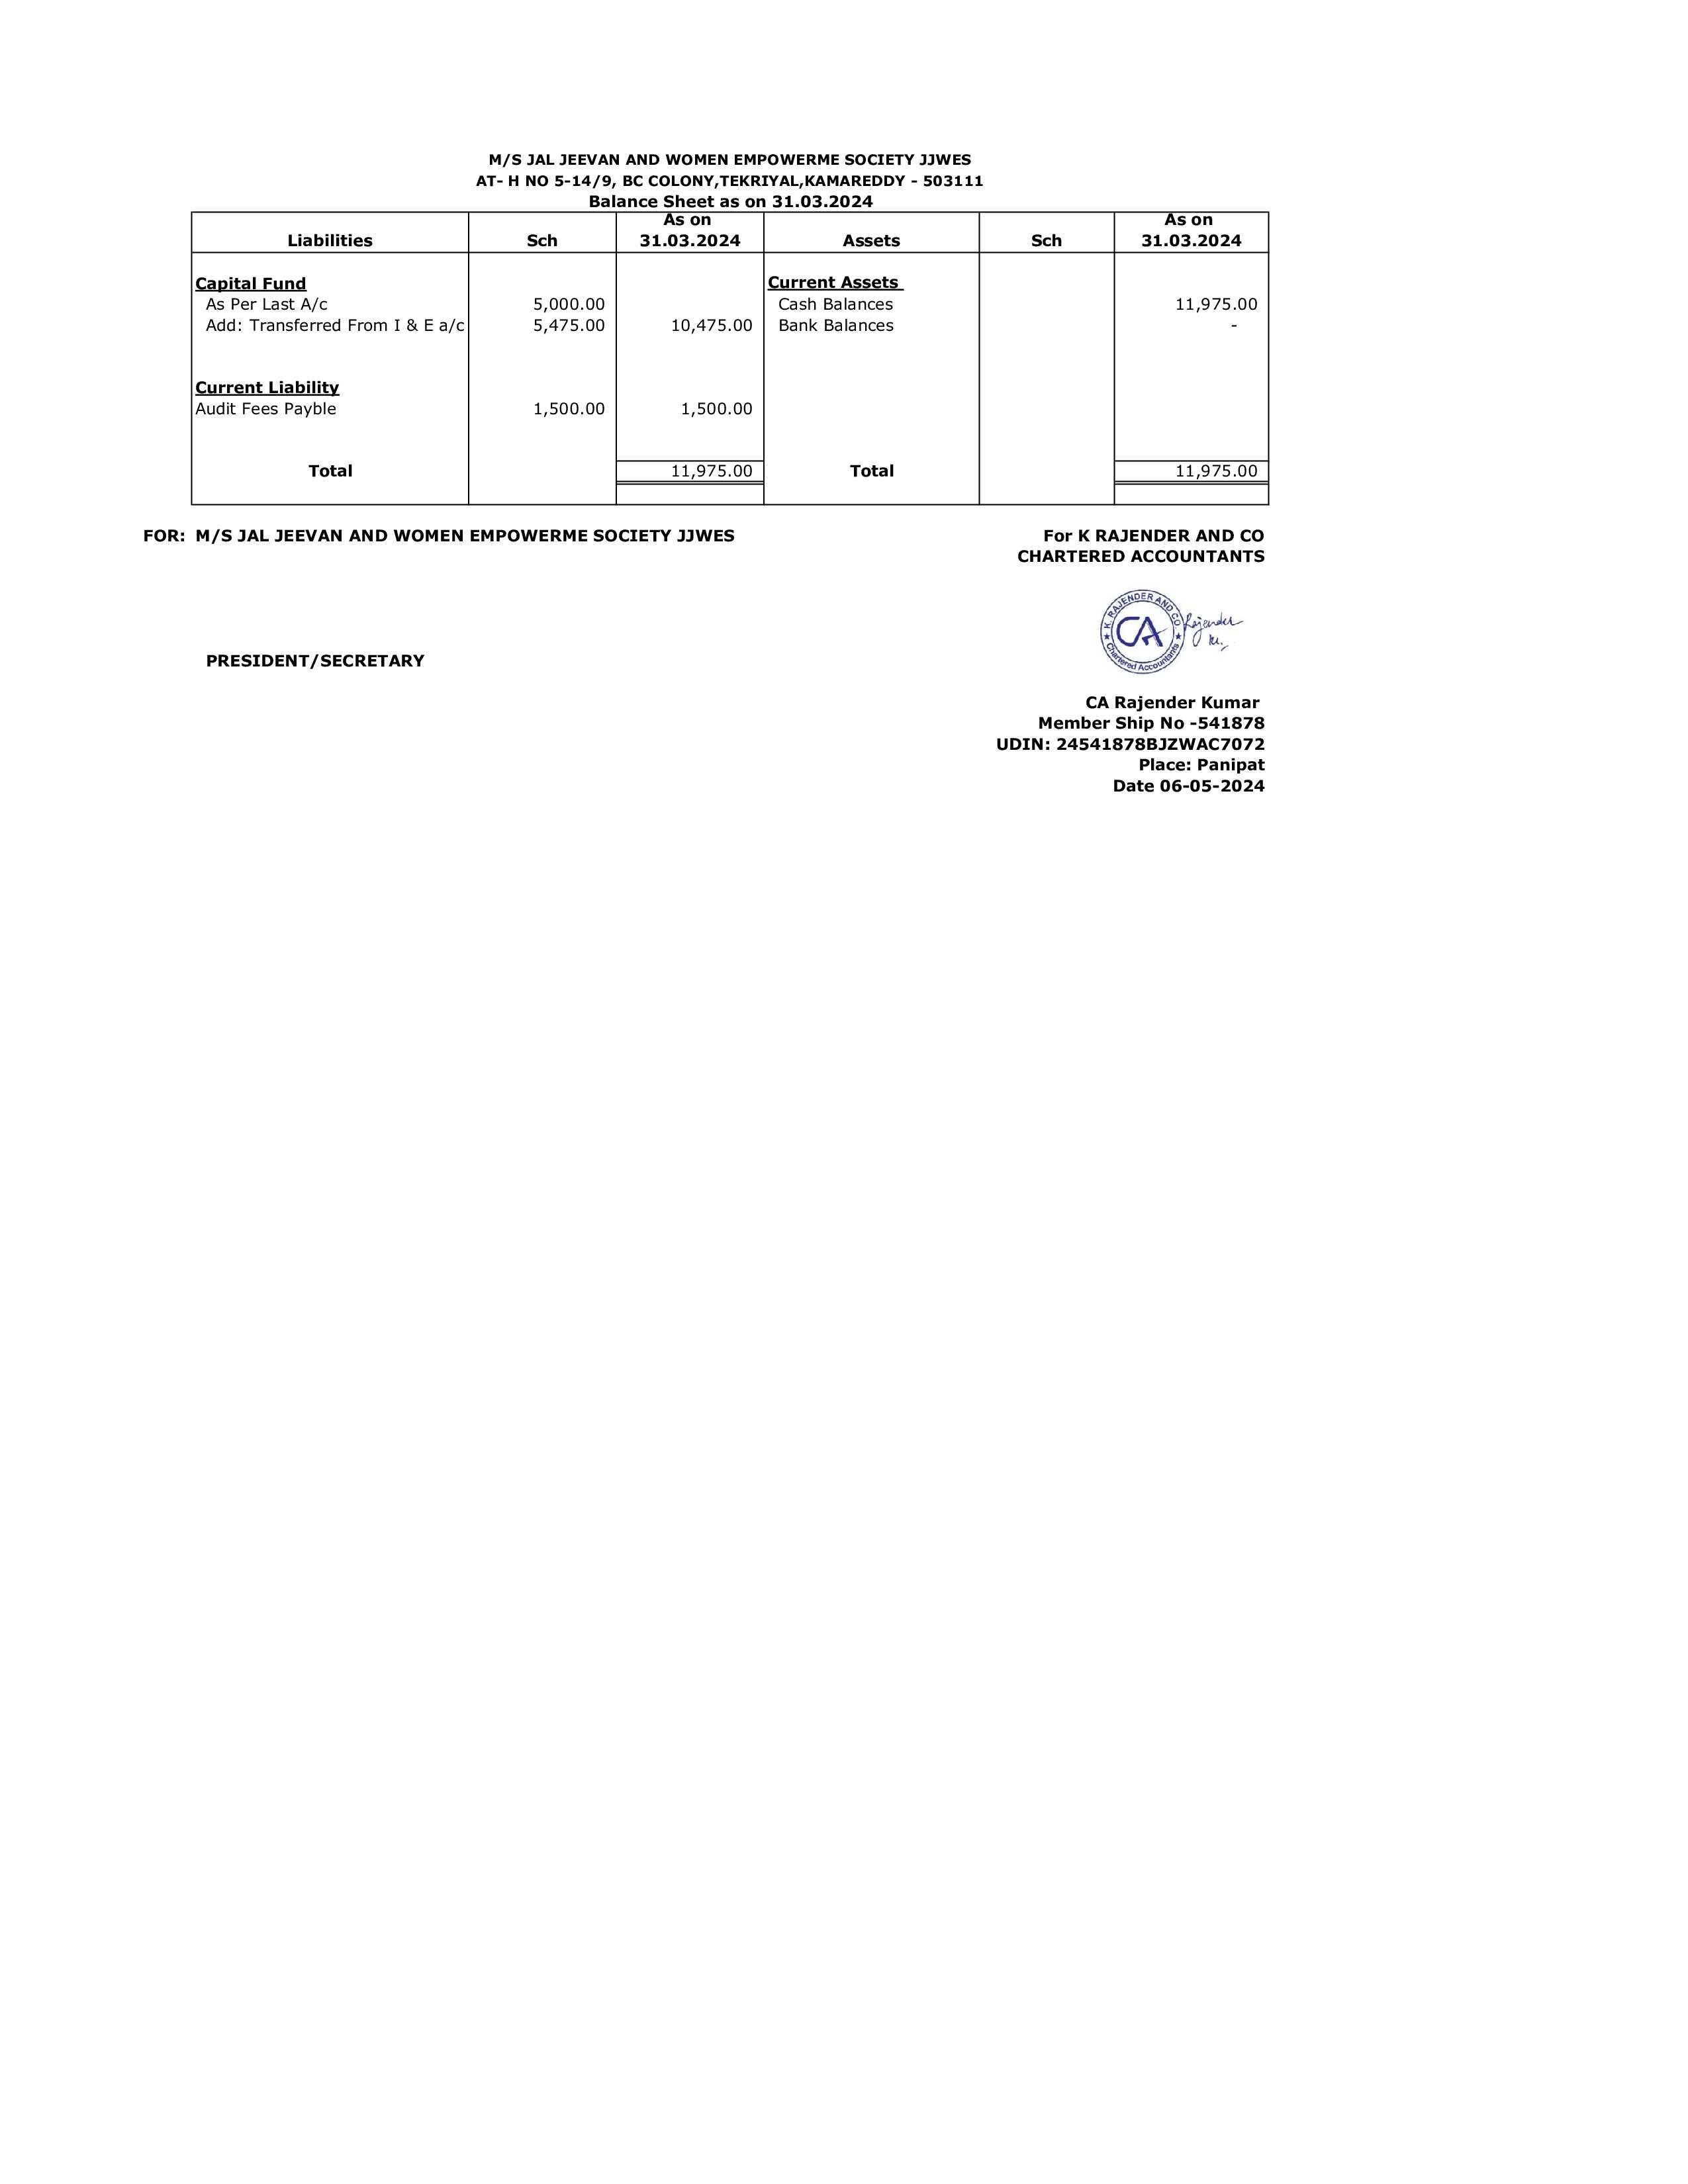 M/S JAL JEEVAN AND WOMEN EMPOWERME SOCIETY JJWES
AT- H NO 5-14/9, BC COLONY,TEKRIYAL,KAMAREDDY - 503111
Balance Sheet as on 31.03.2024
Liabilities Sch As on 31.03.2024 Assets Sch As on 31.03.2024
Capital Fund Current Assets
As Per Last A/c 5,000.00 Cash Balances 11,975.00
Add: Transferred From I & E a/c 5,475.00 10,475.00 Bank Balances -
Current Liability
Audit Fees Payble 1,500.00 1,500.00
Total 11,975.00 Total 11,975.00
FOR: M/S JAL JEEVAN AND WOMEN EMPOWERME SOCIETY JJWES For K RAJENDER AND CO
CHARTERED ACCOUNTANTS
K. RAJENDER AND CO
CA
Chartered Accountants
Rajender
K.
PRESIDENT/SECRETARY
CA Rajender Kumar
Member Ship No -541878
UDIN: 24541878BJZWAC7072
Place: Panipat
Date 06-05-2024